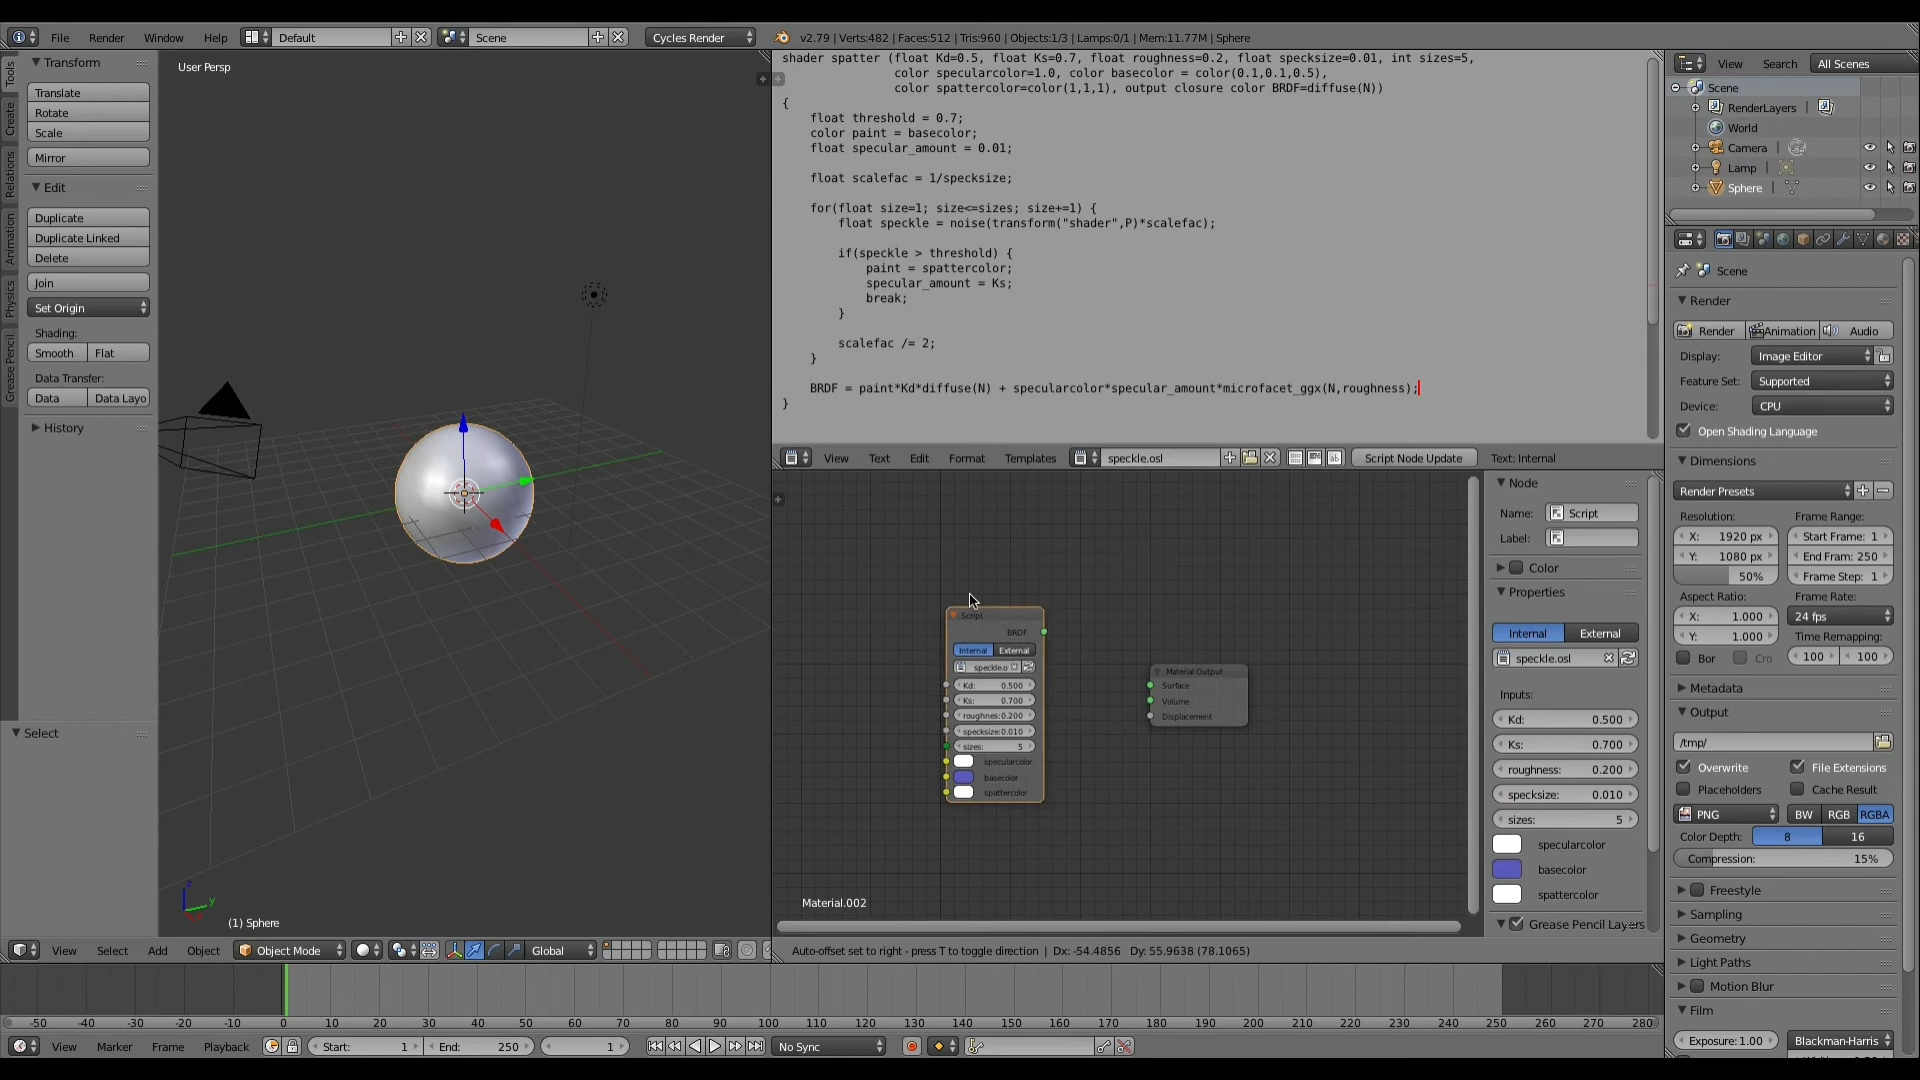 File Render Window Help Default Scene Cycles Render v2.79 | Verts:482 | Faces:512 | Tris:960 | Objects:1/3 | Lamps:0/1 | Mem:11.77M | Sphere
Tools
Create
Relations
Animation
Physics
Grease Pencil
Transform
Translate
Rotate
Scale
Mirror
Edit
Duplicate
Duplicate Linked
Delete
Join
Set Origin
Shading:
Smooth Flat
Data Transfer:
Data Data Layo
History
Select
User Persp
(1) Sphere
z
y
View Select Add Object Object Mode Global
shader spatter (float Kd=0.5, float Ks=0.7, float roughness=0.2, float specksize=0.01, int sizes=5,
color specularcolor=1.0, color basecolor = color(0.1,0.1,0.5),
color spattercolor=color(1,1,1), output closure color BRDF=diffuse(N))
{
float threshold = 0.7;
color paint = basecolor;
float specular_amount = 0.01;
float scalefac = 1/specksize;
for(float size=1; size<=sizes; size+=1) {
float speckle = noise(transform("shader",P)*scalefac);
if(speckle > threshold) {
paint = spattercolor;
specular_amount = Ks;
break;
}
scalefac /= 2;
}
BRDF = paint*Kd*diffuse(N) + specularcolor*specular_amount*microfacet_ggx(N,roughness);
}
View Text Edit Format Templates speckle.osl Script Node Update Text: Internal
Script
BRDF
Internal External
speckle.o
Kd: 0.500
Ks: 0.700
roughnes:0.200
specksize:0.010
sizes: 5
specularcolor
basecolor
spattercolor
Material Output
Surface
Volume
Displacement
Material.002
Node
Name: Script
Label:
Color
Properties
Internal External
speckle.osl
Inputs:
Kd: 0.500
Ks: 0.700
roughness: 0.200
specksize: 0.010
sizes: 5
specularcolor
basecolor
spattercolor
Grease Pencil Layers
Auto-offset set to right - press T to toggle direction | Dx: -54.4856 Dy: 55.9638 (78.1065)
View Search All Scenes
Scene
RenderLayers |
World
Camera |
Lamp |
Sphere |
Scene
Render
Render Animation Audio
Display: Image Editor
Feature Set: Supported
Device: CPU
Open Shading Language
Dimensions
Render Presets
Resolution: Frame Range:
X: 1920 px Start Frame: 1
Y: 1080 px End Fram: 250
50% Frame Step: 1
Aspect Ratio: Frame Rate:
X: 1.000 24 fps
Y: 1.000 Time Remapping:
Bor Cro 100 100
Metadata
Output
/tmp/
Overwrite File Extensions
Placeholders Cache Result
PNG BW RGB RGBA
Color Depth: 8 16
Compression: 15%
Freestyle
Sampling
Geometry
Light Paths
Motion Blur
Film
Exposure:1.00 Blackman-Harris
-50 -40 -30 -20 -10 0 10 20 30 40 50 60 70 80 90 100 110 120 130 140 150 160 170 180 190 200 210 220 230 240 250 260 270 280
View Marker Frame Playback Start: 1 End: 250 1 No Sync